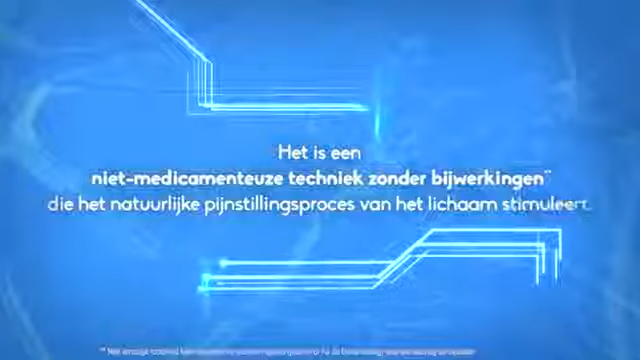 Het is een
niet-medicamenteuze techniek zonder bijwerkingen**
die het natuurlijke pijnstillingsproces van het lichaam stimuleert.